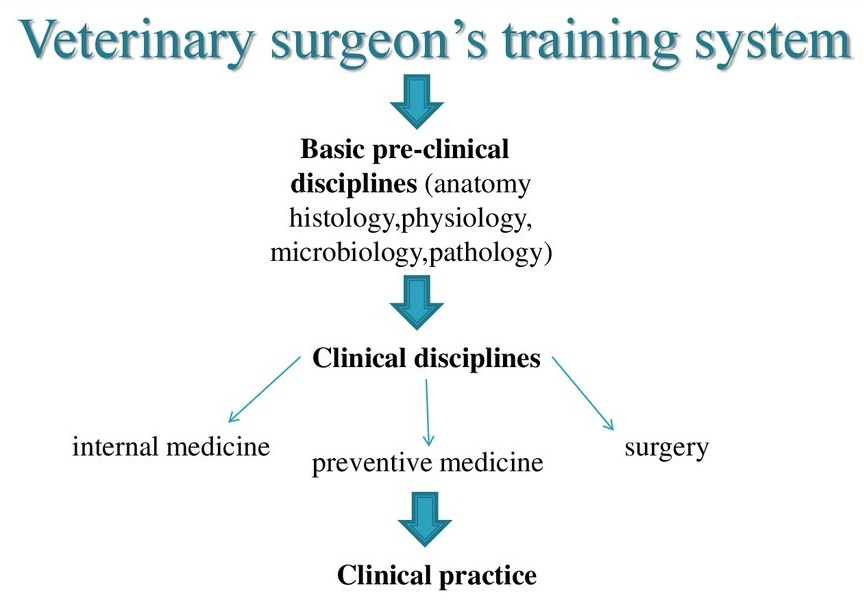 Veterinary surgeon’s training system
Basic pre-clinical
disciplines (anatomy
histology,physiology,
microbiology,pathology)
Clinical disciplines
internal medicine
preventive medicine
surgery
Clinical practice